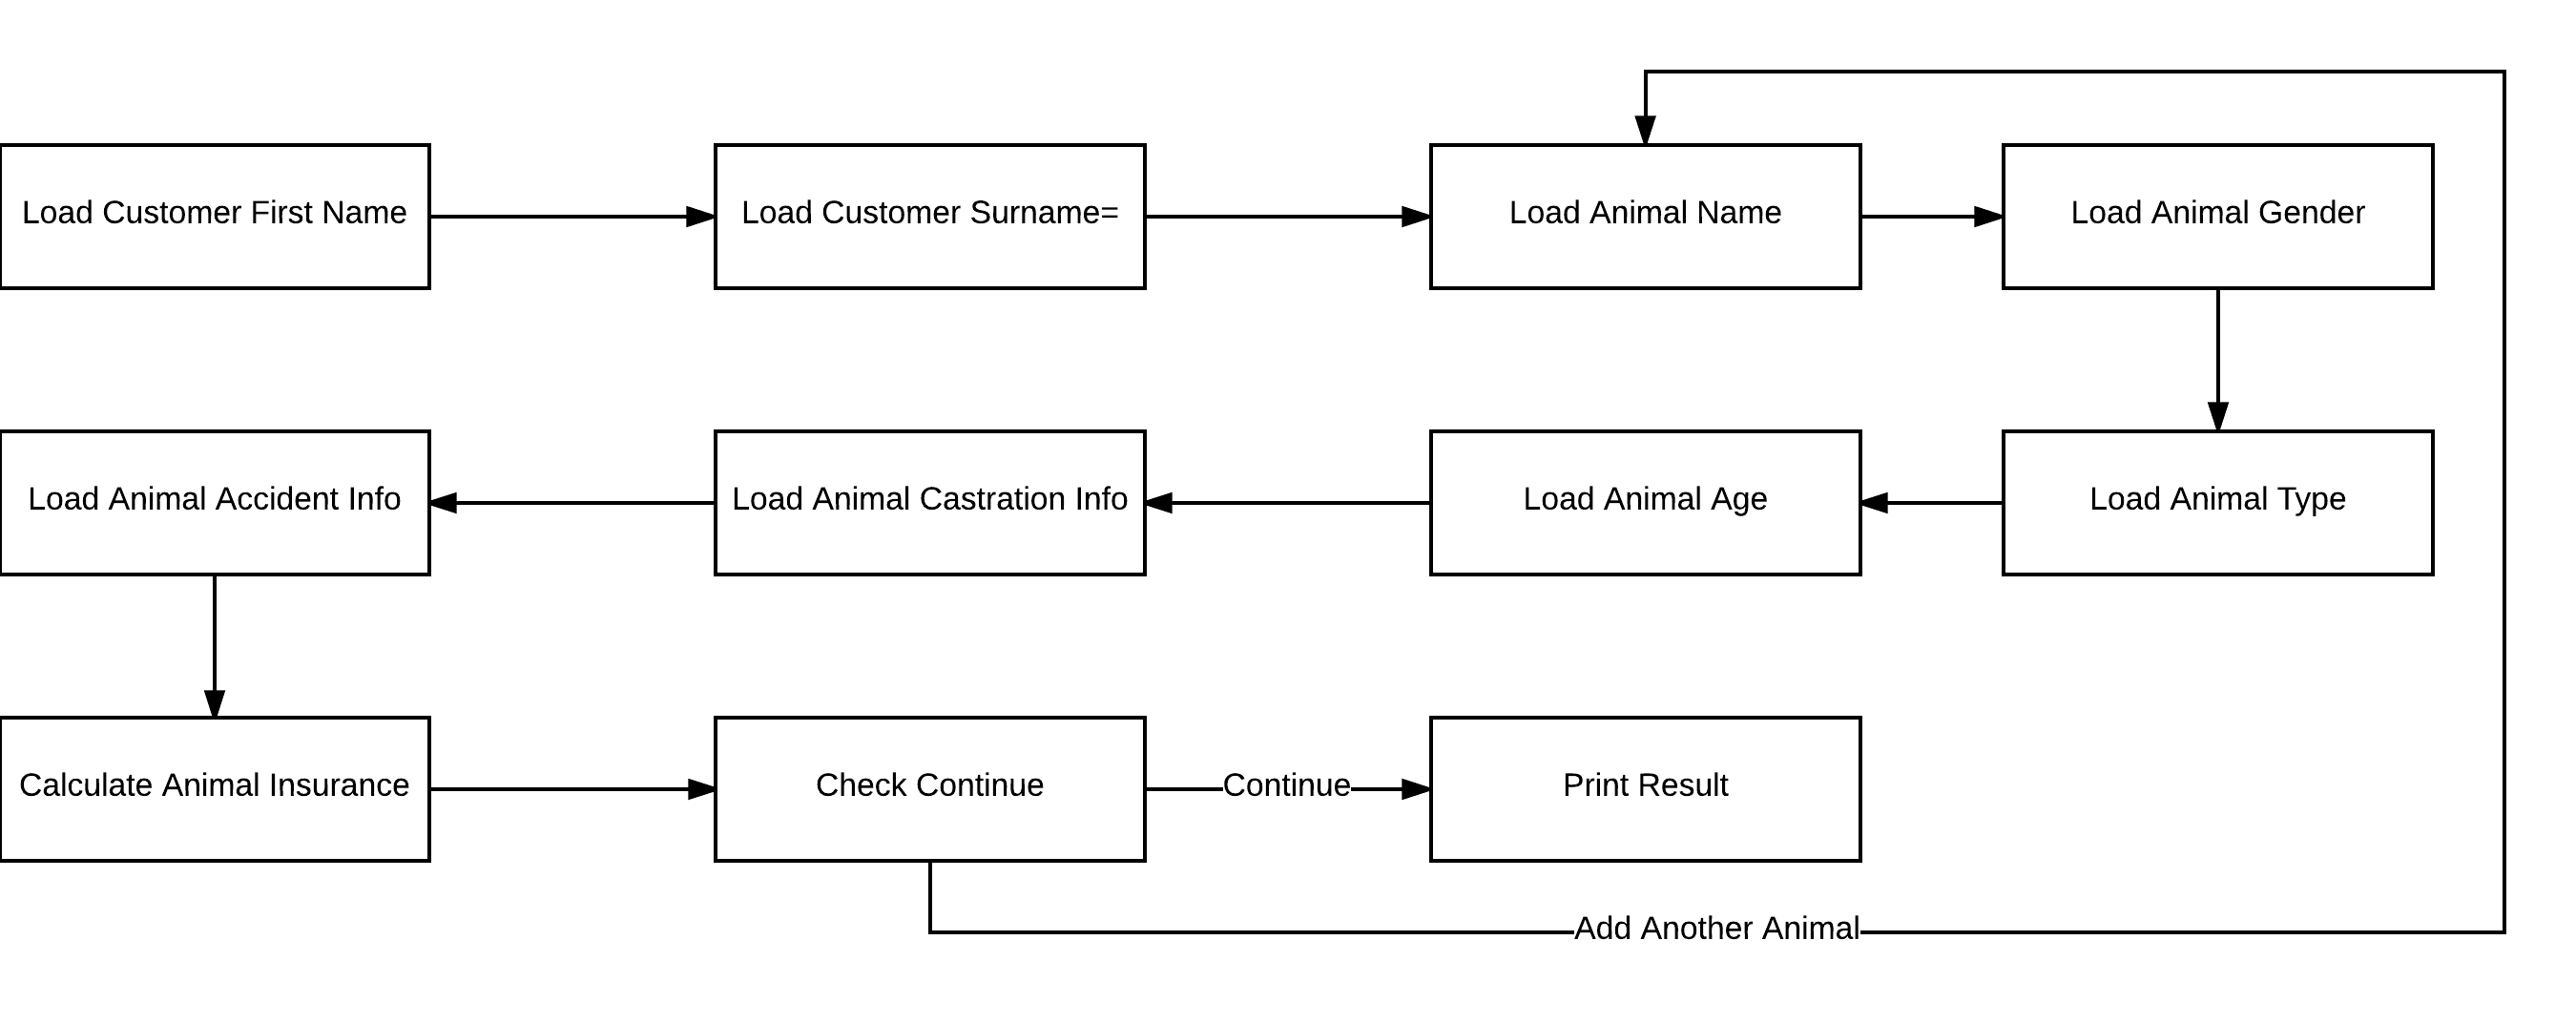 Load Customer First Name
Load Customer Surname=
Load Animal Name
Load Animal Gender
Load Animal Accident Info
Load Animal Castration Info
Load Animal Age
Load Animal Type
Calculate Animal Insurance
Check Continue
Continue
Print Result
Add Another Animal